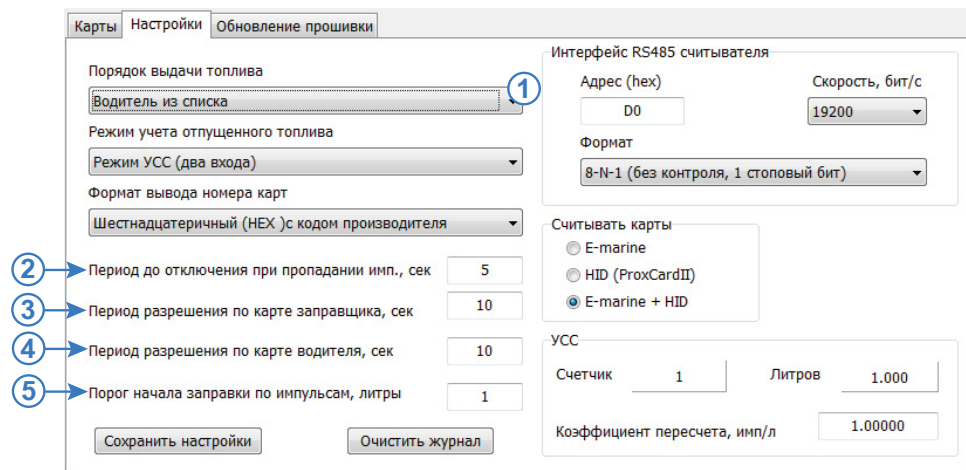 Карты Настройки Обновление прошивки
Порядок выдачи топлива
1
Водитель из списка
Режим учета отпущенного топлива
Режим УСС (два входа)
Формат вывода номера карт
Шестнадцатеричный (HEX )с кодом производителя
2 Период до отключения при пропадании имп., сек 5
3 Период разрешения по карте заправщика, сек 10
4 Период разрешения по карте водителя, сек 10
5 Порог начала заправки по импульсам, литры 1
Сохранить настройки Очистить журнал
Интерфейс RS485 считывателя
Адрес (hex) Скорость, бит/с
D0 19200
Формат
8-N-1 (без контроля, 1 стоповый бит)
Считывать карты
E-marine
HID (ProxCardII)
E-marine + HID
УСС
Счетчик 1 Литров 1.000
Коэффициент пересчета, имп/л 1.00000